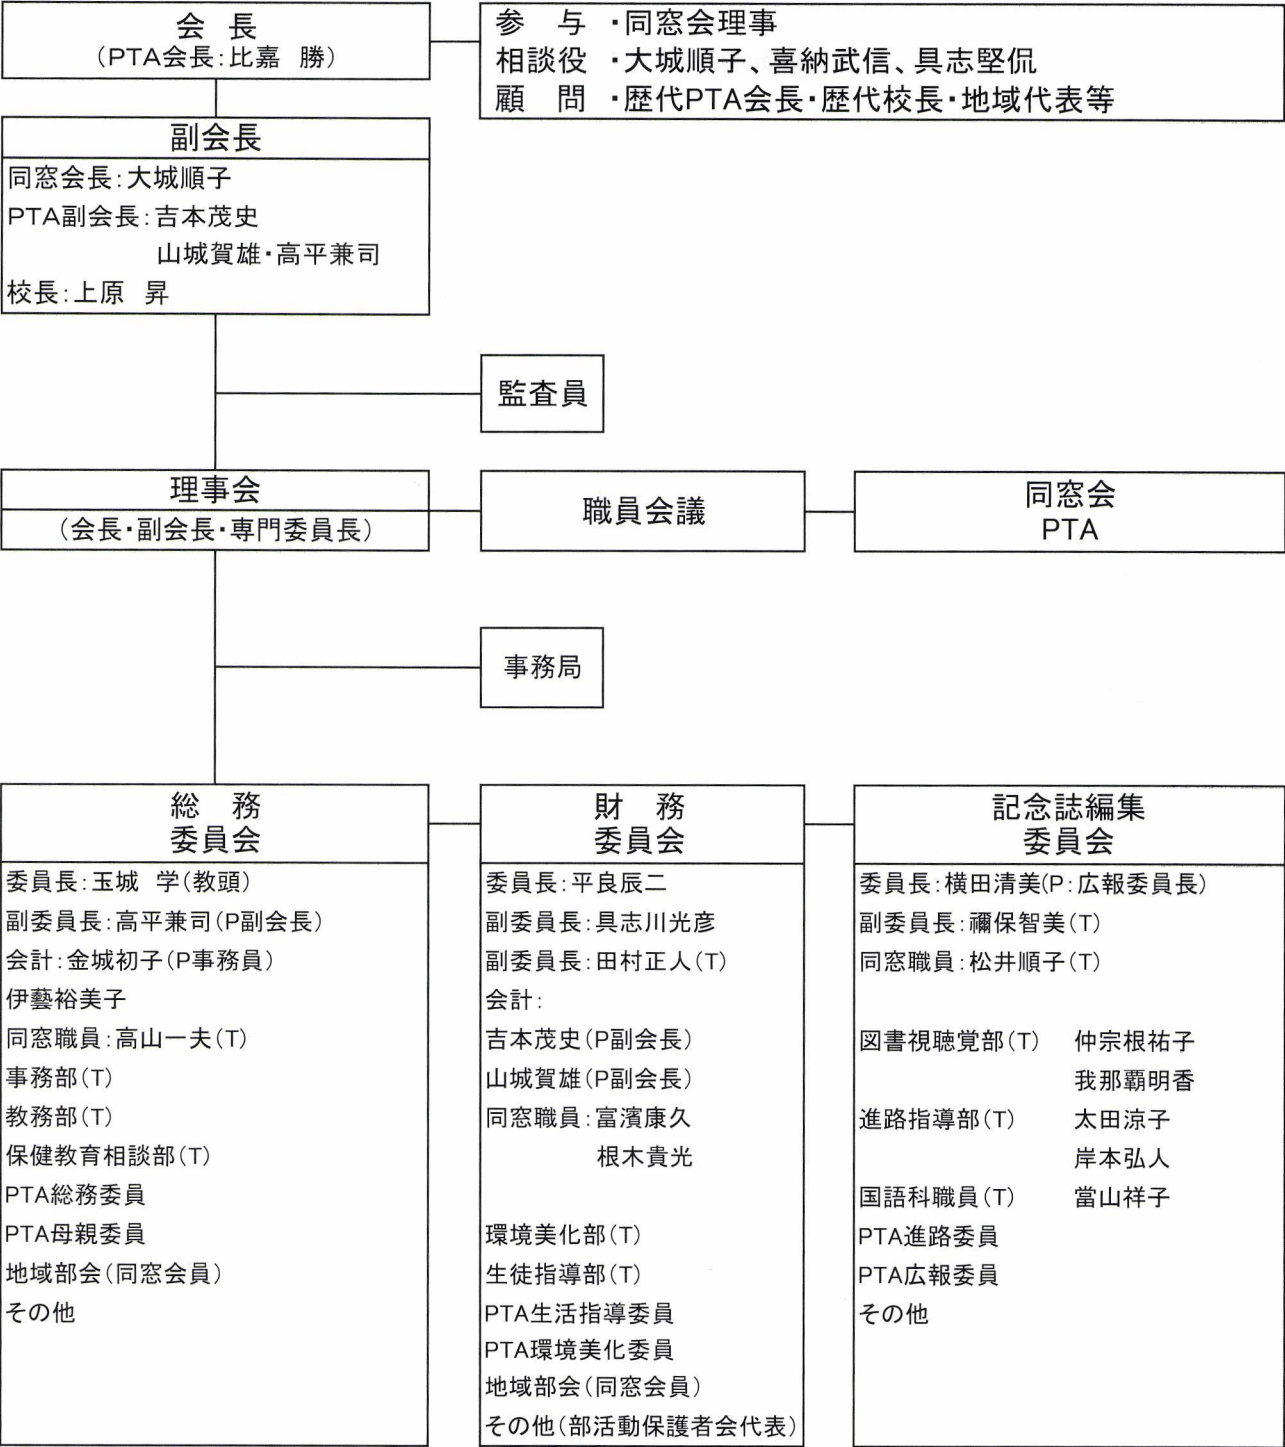 会　長
(PTA会長:比嘉　勝)
参　与　・同窓会理事
相談役　・大城順子、喜納武信、具志堅侃
顧　問　・歴代PTA会長・歴代校長・地域代表等
副会長
同窓会長:大城順子
PTA副会長:吉本茂史
山城賀雄・高平兼司
校長:上原　昇
監査員
理事会
(会長・副会長・専門委員長)
職員会議
同窓会
PTA
事務局
総　務
委員会
委員長:玉城　学(教頭)
副委員長:高平兼司(P副会長)
会計:金城初子(P事務員)
伊藝裕美子
同窓職員:高山一夫(T)
事務部(T)
教務部(T)
保健教育相談部(T)
PTA総務委員
PTA母親委員
地域部会(同窓会員)
その他
財　務
委員会
委員長:平良辰二
副委員長:具志川光彦
副委員長:田村正人(T)
会計:
吉本茂史(P副会長)
山城賀雄(P副会長)
同窓職員:富濱康久
根木貴光
環境美化部(T)
生徒指導部(T)
PTA生活指導委員
PTA環境美化委員
地域部会(同窓会員)
その他(部活動保護者会代表)
記念誌編集
委員会
委員長:横田清美(P:広報委員長)
副委員長:禰保智美(T)
同窓職員:松井順子(T)
図書視聴覚部(T)　仲宗根祐子
我那覇明香
進路指導部(T)　太田涼子
岸本弘人
国語科職員(T)　當山祥子
PTA進路委員
PTA広報委員
その他